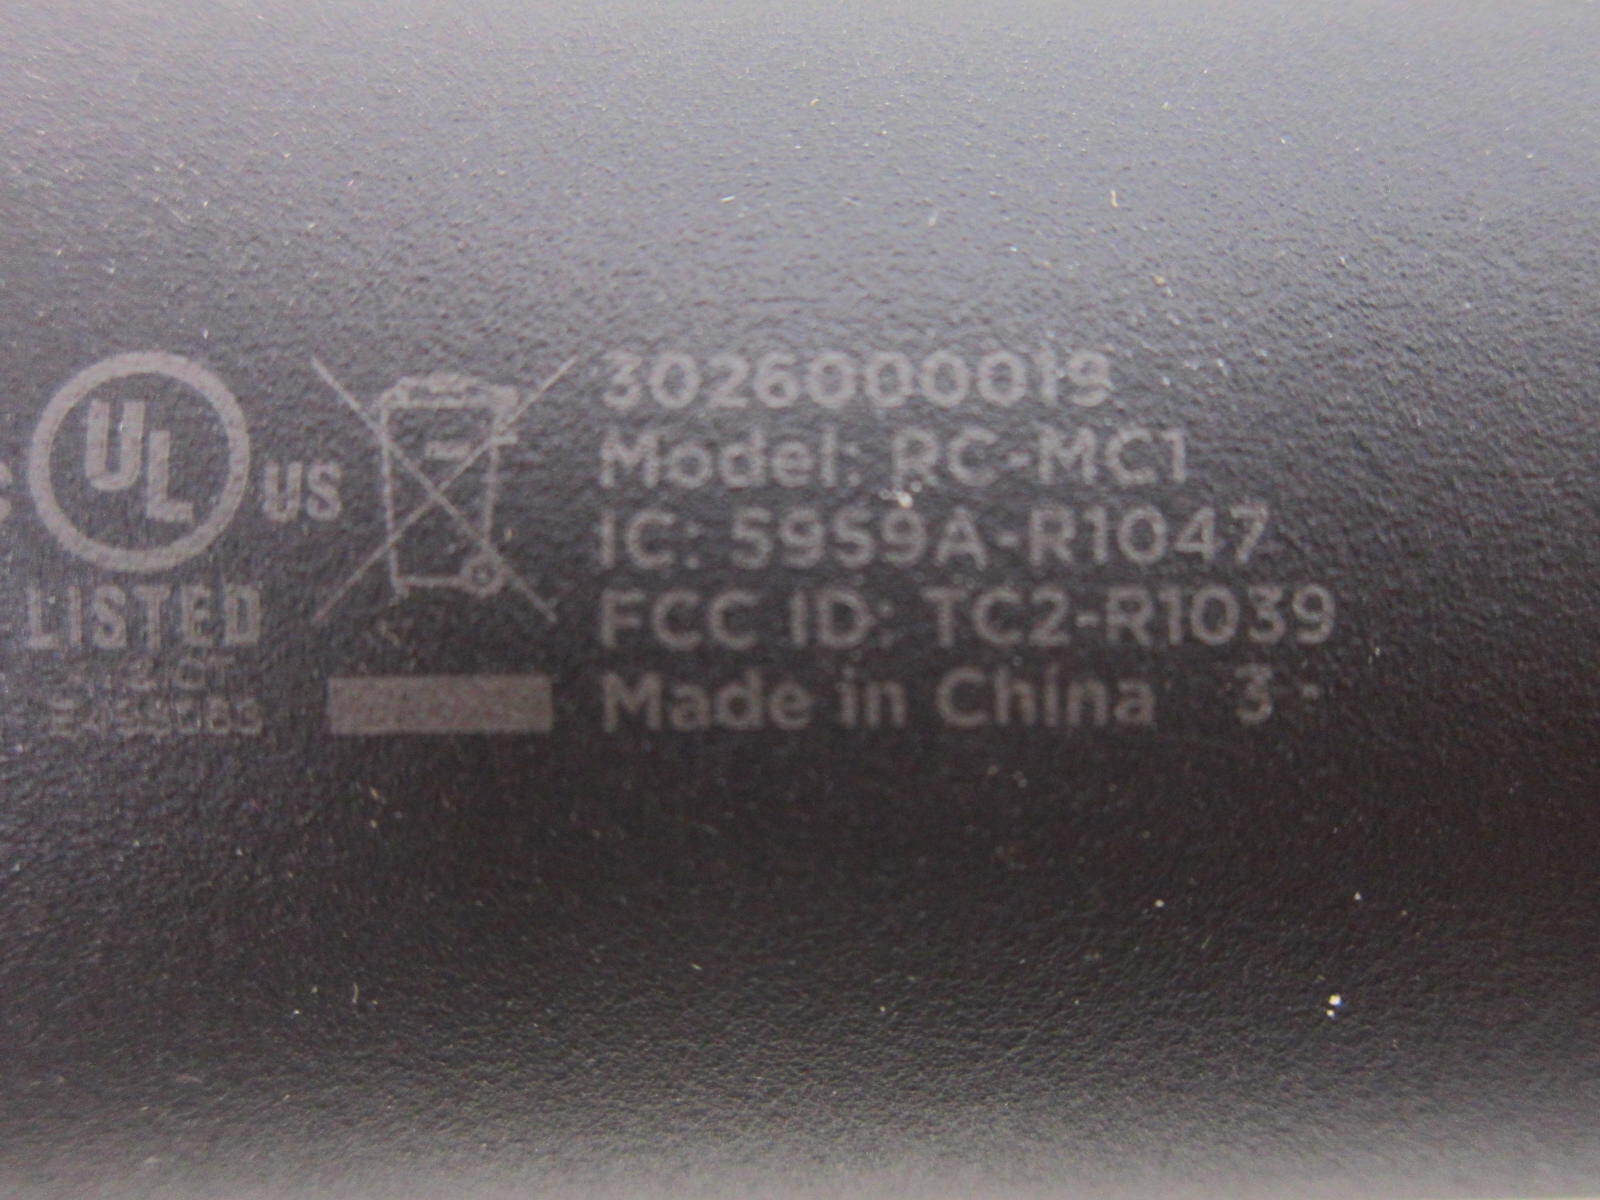 3026000019
Model: RC-MC1
UL US
IC: 5959A-R1047
LISTED
FCC ID: TC2-R1039
Made in China 3